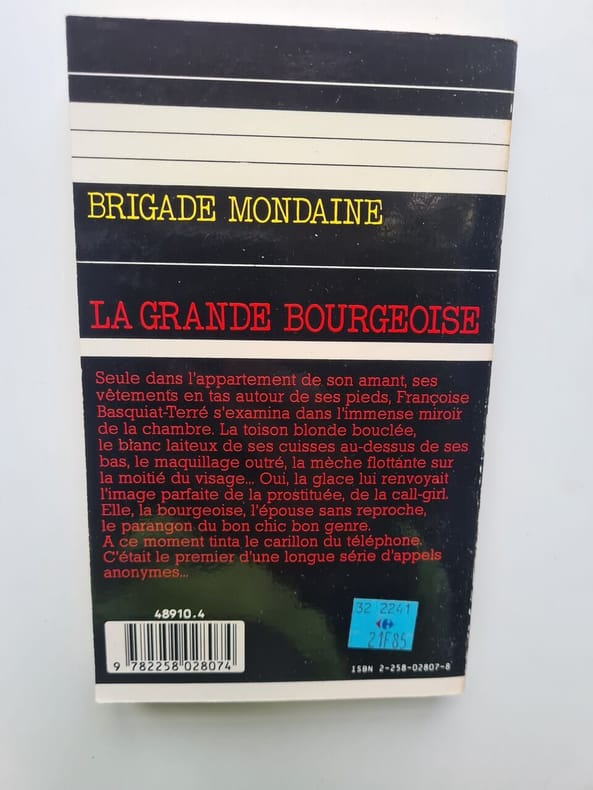 BRIGADE MONDAINE
LA GRANDE BOURGEOISE
Seule dans l'appartement de son amant, ses
vêtements en tas autour de ses pieds, Françoise
Basquiat-Terré s'examina dans l'immense miroir
de la chambre. La toison blonde bouclée,
le blanc laiteux de ses cuisses au-dessus de ses
bas, le maquillage outré, la mèche flottante sur
la moitié du visage... Oui, la glace lui renvoyait
l'image parfaite de la prostituée, de la call-girl.
Elle, la bourgeoise, l'épouse sans reproche,
le parangon du bon chic bon genre.
A ce moment tinta le carillon du téléphone.
C'était le premier d'une longue série d'appels
anonymes...
48910.4
9 782258 028074
32 2241
21F85
ISBN 2-258-02807-8